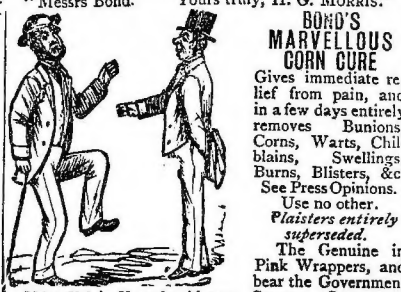 Messrs Bond. Yours truly, H. G. MORRIS.
BOND'S
MARVELLOUS
CORN CURE
Gives immediate re
lief from pain, and
in a few days entirely
removes Bunions
Corns, Warts, Chil
blains, Swellings
Burns, Blisters, &c
See Press Opinions.
Use no other.
Plaisters entirely
superseded.
The Genuine in
Pink Wrappers, and
bear the Governmen